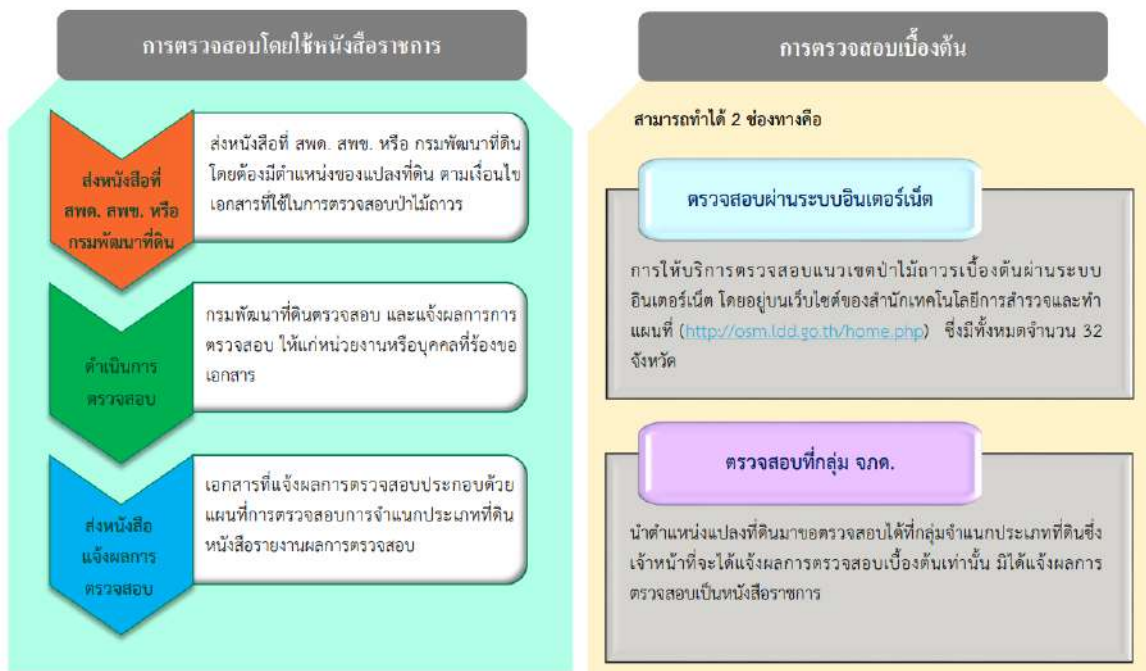 การตรวจสอบโดยใช้หนังสือราชการ
ส่งหนังสือที่
สพด. สพข. หรือ
กรมพัฒนาที่ดิน
ส่งหนังสือที่ สพด. สพข. หรือ กรมพัฒนาที่ดิน
โดยต้องมีตำแหน่งของแปลงที่ดิน ตามเงื่อนไข
เอกสารที่ใช้ในการตรวจสอบป่าไม้ถาวร
ดำเนินการ
ตรวจสอบ
กรมพัฒนาที่ดินตรวจสอบ และแจ้งผลการการ
ตรวจสอบ ให้แก่หน่วยงานหรือบุคคลที่ร้องขอ
เอกสาร
ส่งหนังสือ
แจ้งผลการ
ตรวจสอบ
เอกสารที่แจ้งผลการตรวจสอบประกอบด้วย
แผนที่การตรวจสอบการจำแนกประเภทที่ดิน
หนังสือรายงานผลการตรวจสอบ
การตรวจสอบเบื้องต้น
สามารถทำได้ 2 ช่องทางคือ
ตรวจสอบผ่านระบบอินเตอร์เน็ต
การให้บริการตรวจสอบแนวเขตป่าไม้ถาวรเบื้องต้นผ่านระบบ
อินเตอร์เน็ต โดยอยู่บนเว็บไซต์ของสำนักเทคโนโลยีการสำรวจและทำ
แผนที่ (http://osm.ldd.go.th/home.php) ซึ่งมีทั้งหมดจำนวน 32
จังหวัด
ตรวจสอบที่กลุ่ม จภด.
นำตำแหน่งแปลงที่ดินมาขอตรวจสอบได้ที่กลุ่มจำแนกประเภทที่ดินซึ่ง
เจ้าหน้าที่จะได้แจ้งผลการตรวจสอบเบื้องต้นเท่านั้น มิได้แจ้งผลการ
ตรวจสอบเป็นหนังสือราชการ